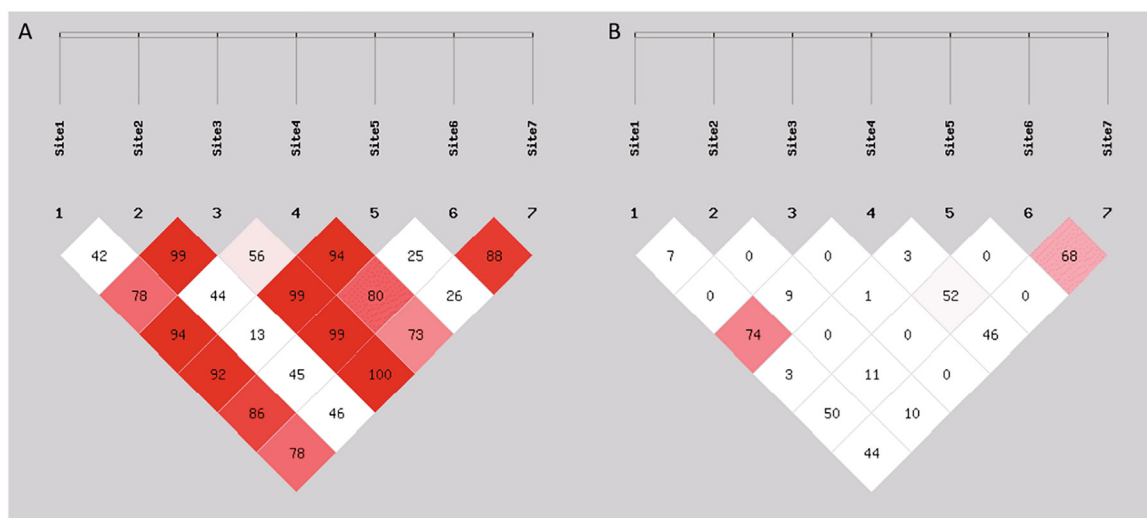 A B
Site1 Site2 Site3 Site4 Site5 Site6 Site7 Site1 Site2 Site3 Site4 Site5 Site6 Site7
1 2 3 4 5 6 7 1 2 3 4 5 6 7
42 99 56 94 25 88 7 0 0 3 0 68
78 44 99 80 26 0 9 1 52 0
94 13 99 73 74 0 0 46
92 45 100 3 11 0
86 46 50 10
78 44